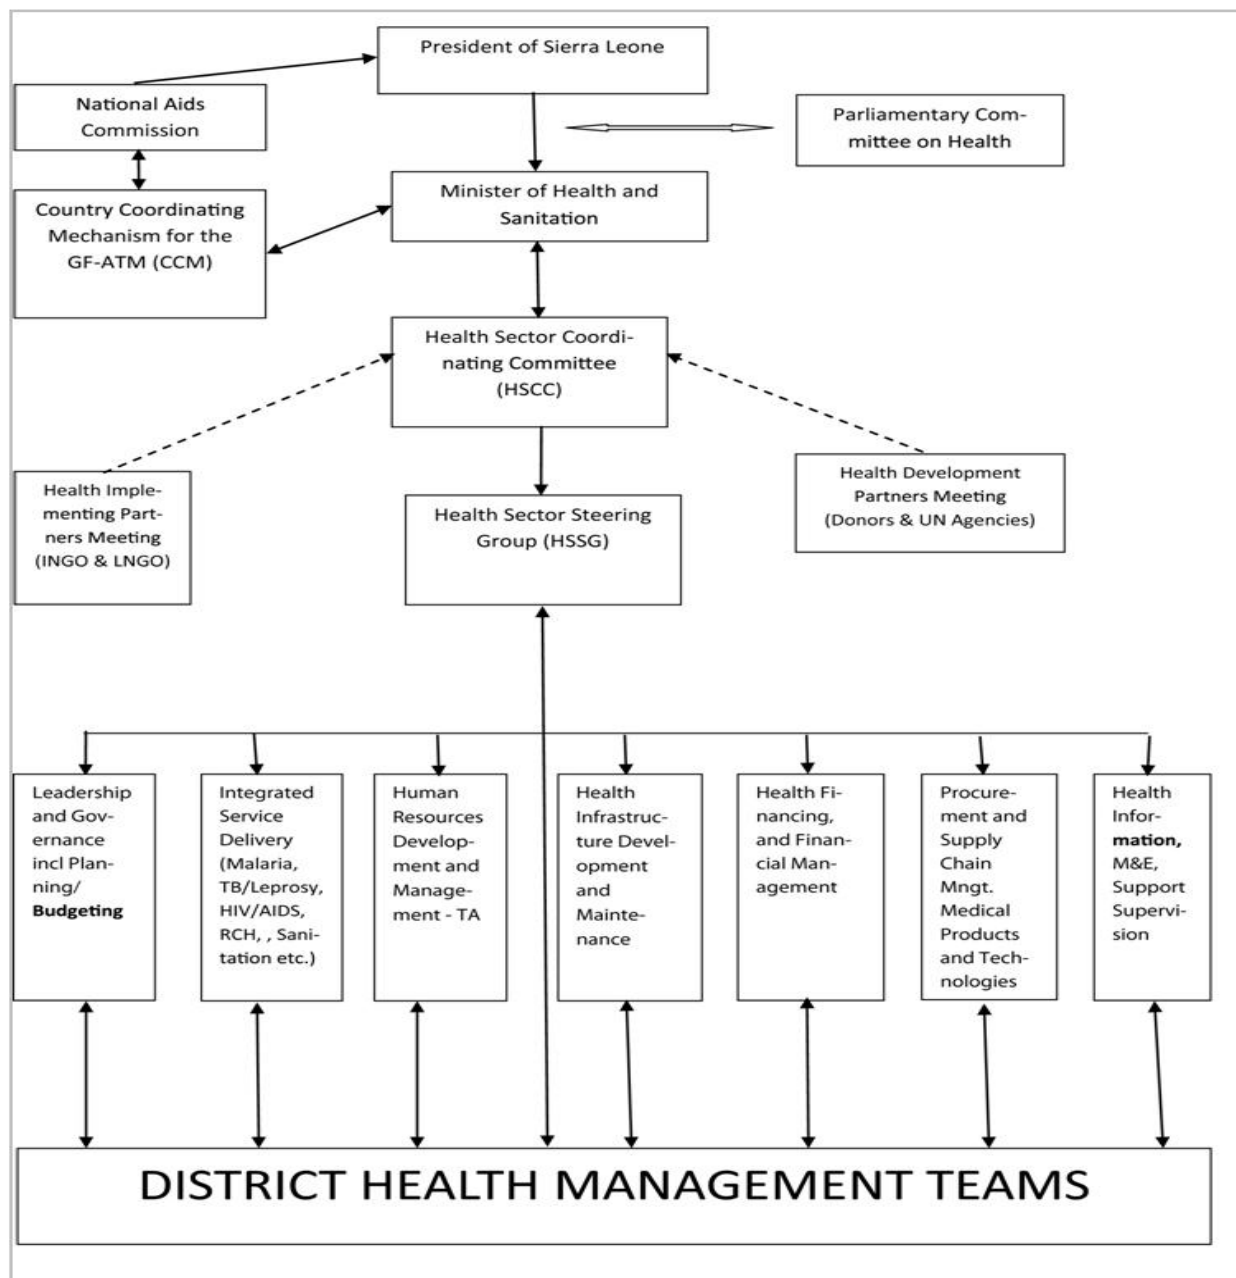 President of Sierra Leone
National Aids
Commission
Parliamentary Com-
mittee on Health
Minister of Health and
Sanitation
Country Coordinating
Mechanism for the
GF-ATM (CCM)
Health Sector Coordi-
nating Committee
(HSCC)
Health Imple-
menting Part-
ners Meeting
(INGO & LNGO)
Health Sector Steering
Group (HSSG)
Health Development
Partners Meeting
(Donors & UN Agencies)
Leadership
and Gov-
ernance
incl Plan-
ning/
Budgeting
Integrated
Service
Delivery
(Malaria,
TB/Leprosy,
HIV/AIDS,
RCH, , Sani-
tation etc.)
Human
Resources
Develop-
ment and
Manage-
ment - TA
Health
Infrastruc-
ture Devel-
opment
and
Mainte-
nance
Health Fi-
nancing,
and Finan-
cial Man-
agement
Procure-
ment and
Supply
Chain
Mngt.
Medical
Products
and Tech-
nologies
Health
Infor-
mation,
M&E,
Support
Supervi-
sion
DISTRICT HEALTH MANAGEMENT TEAMS